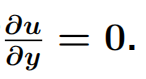 ∂u/∂y = 0.